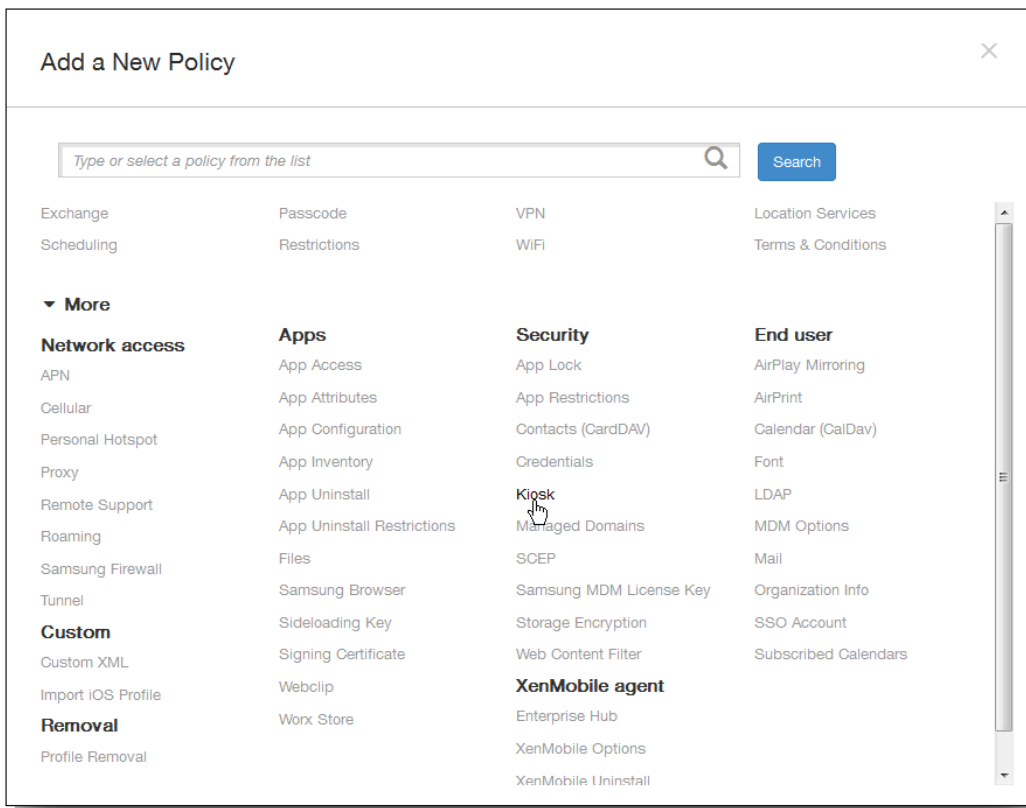 Add a New Policy
Type or select a policy from the list
Search
Exchange
Passcode
VPN
Location Services
Scheduling
Restrictions
WiFi
Terms & Conditions
More
Network access
APN
Cellular
Personal Hotspot
Proxy
Remote Support
Roaming
Samsung Firewall
Tunnel
Custom
Custom XML
Import iOS Profile
Removal
Profile Removal
Apps
App Access
App Attributes
App Configuration
App Inventory
App Uninstall
App Uninstall Restrictions
Files
Samsung Browser
Sideloading Key
Signing Certificate
Webclip
Worx Store
Security
App Lock
App Restrictions
Contacts (CardDAV)
Credentials
Kiosk
Managed Domains
SCEP
Samsung MDM License Key
Storage Encryption
Web Content Filter
XenMobile agent
Enterprise Hub
XenMobile Options
XenMobile Uninstall
End user
AirPlay Mirroring
AirPrint
Calendar (CalDav)
Font
LDAP
MDM Options
Mail
Organization Info
SSO Account
Subscribed Calendars